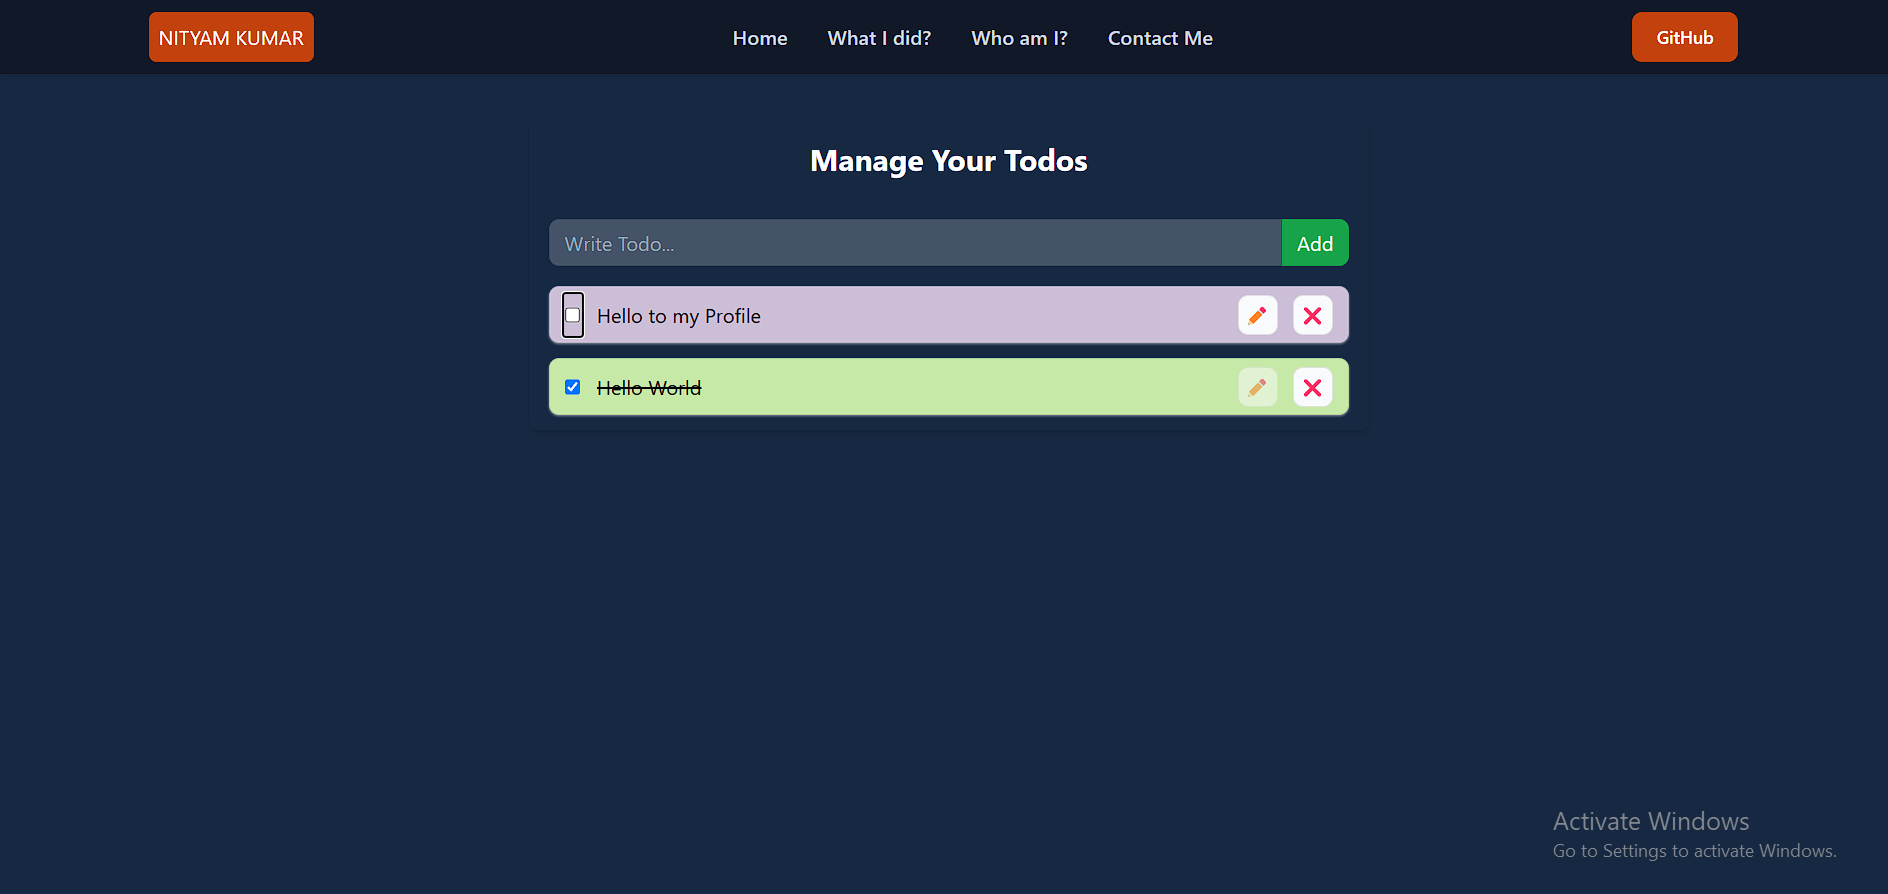 NITYAM KUMAR
Home
What I did?
Who am I?
Contact Me
GitHub
Manage Your Todos
Write Todo...
Add
Hello to my Profile
Hello World
Activate Windows
Go to Settings to activate Windows.